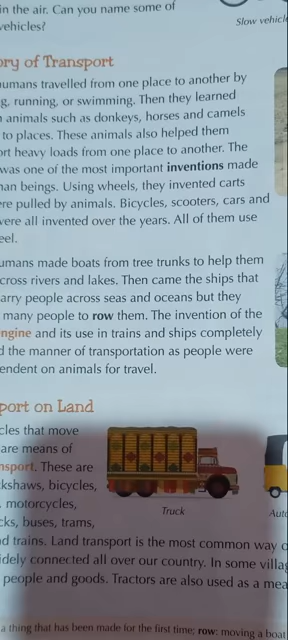 in the air. Can you name some of
vehicles?
Slow vehicle
ory of Transport
humans travelled from one place to another by
g, running, or swimming. Then they learned
animals such as donkeys, horses and camels
to places. These animals also helped them
ort heavy loads from one place to another. The
was one of the most important inventions made
man beings. Using wheels, they invented carts
ere pulled by animals. Bicycles, scooters, cars and
were all invented over the years. All of them use
eel.
umans made boats from tree trunks to help them
cross rivers and lakes. Then came the ships that
arry people across seas and oceans but they
many people to row them. The invention of the
ngine and its use in trains and ships completely
d the manner of transportation as people were
endent on animals for travel.
port on Land
cles that move
are means of
nsport. These are
kshaws, bicycles,
motorcycles,
cks, buses, trams,
Truck
Auto
nd trains. Land transport is the most common way o
idely connected all over our country. In some villag
people and goods. Tractors are also used as a mea
a thing that has been made for the first time; row: moving a boat